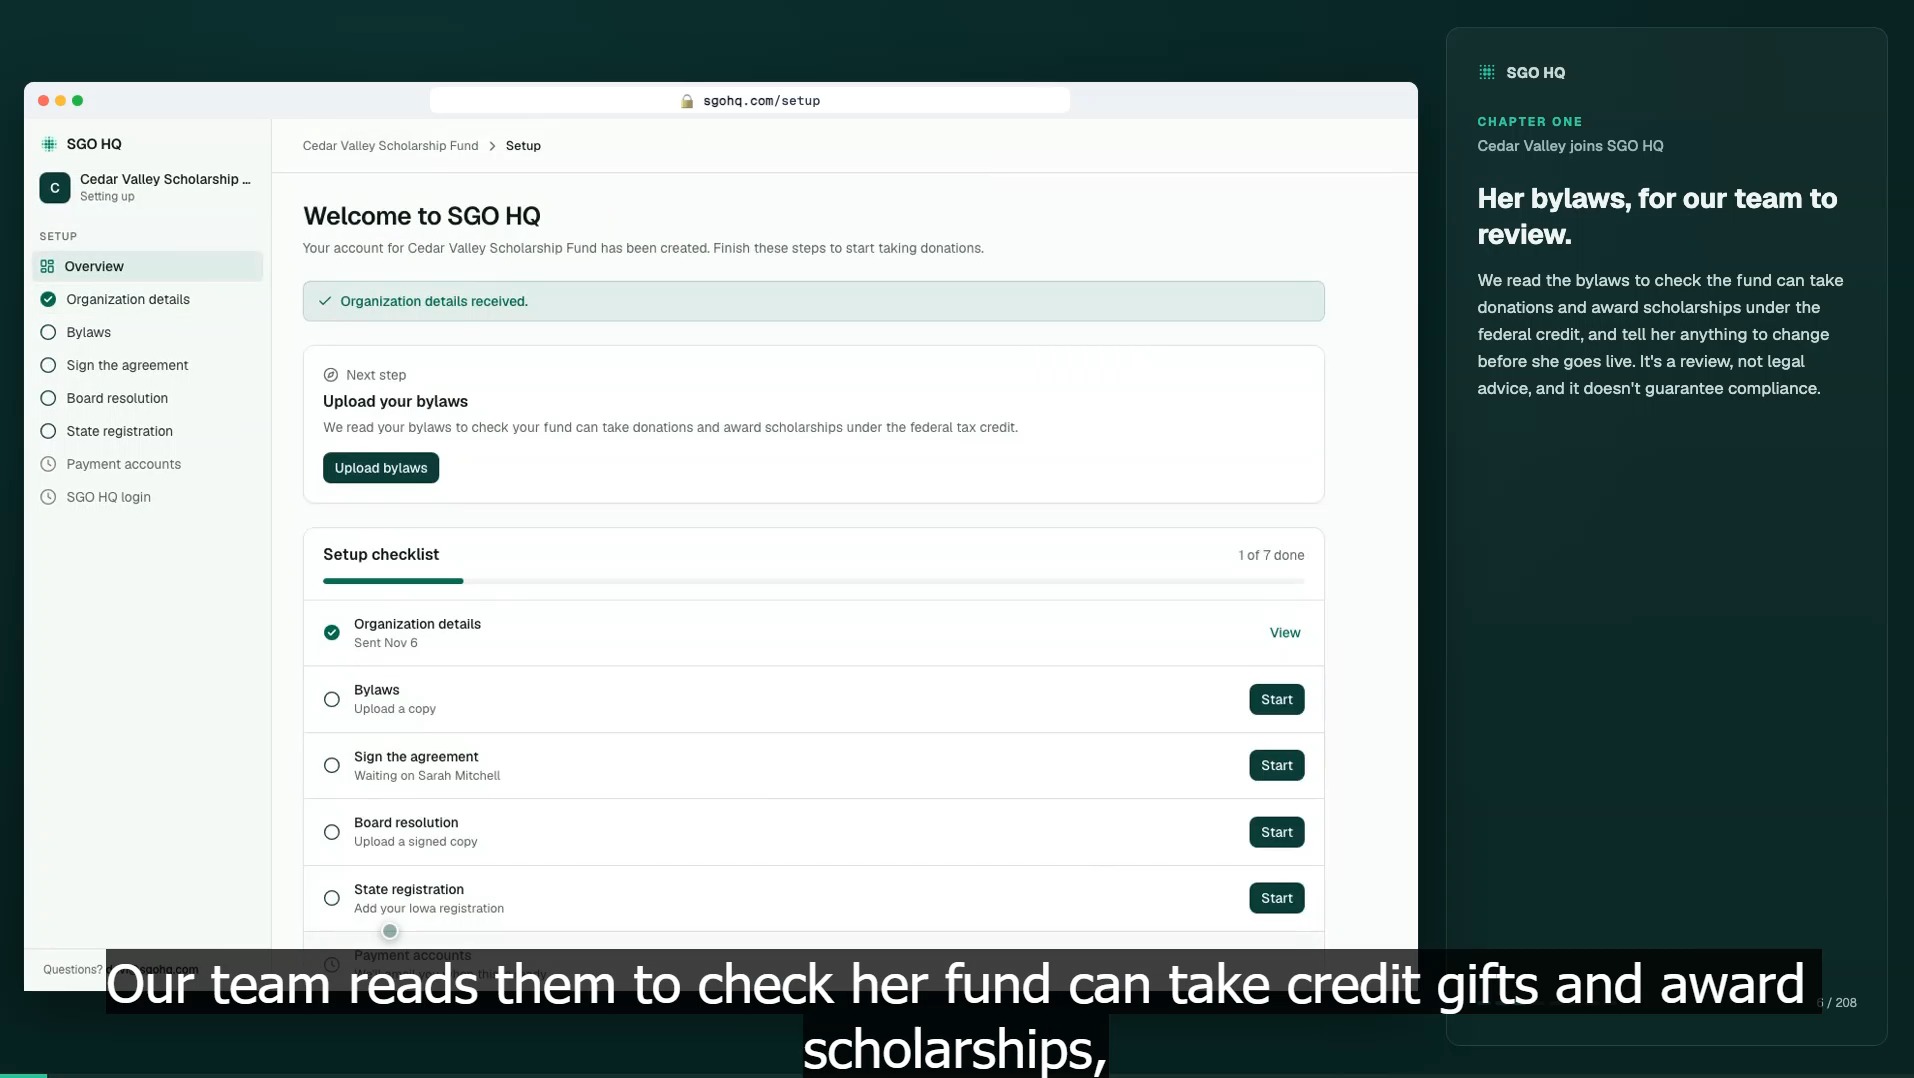 sgohq.com/setup
SGO HQ
C
Cedar Valley Scholarship ...
Setting up
SETUP
Overview
Organization details
Bylaws
Sign the agreement
Board resolution
State registration
Payment accounts
SGO HQ login
Questions?
Cedar Valley Scholarship Fund > Setup
Welcome to SGO HQ
Your account for Cedar Valley Scholarship Fund has been created. Finish these steps to start taking donations.
Organization details received.
Next step
Upload your bylaws
We read your bylaws to check your fund can take donations and award scholarships under the federal tax credit.
Upload bylaws
Setup checklist
1 of 7 done
Organization details
Sent Nov 6
View
Bylaws
Upload a copy
Start
Sign the agreement
Waiting on Sarah Mitchell
Start
Board resolution
Upload a signed copy
Start
State registration
Add your Iowa registration
Start
Payment accounts
SGO HQ
CHAPTER ONE
Cedar Valley joins SGO HQ
Her bylaws, for our team to
review.
We read the bylaws to check the fund can take
donations and award scholarships under the
federal credit, and tell her anything to change
before she goes live. It's a review, not legal
advice, and it doesn't guarantee compliance.
6 / 208
Our team reads them to check her fund can take credit gifts and award
scholarships,